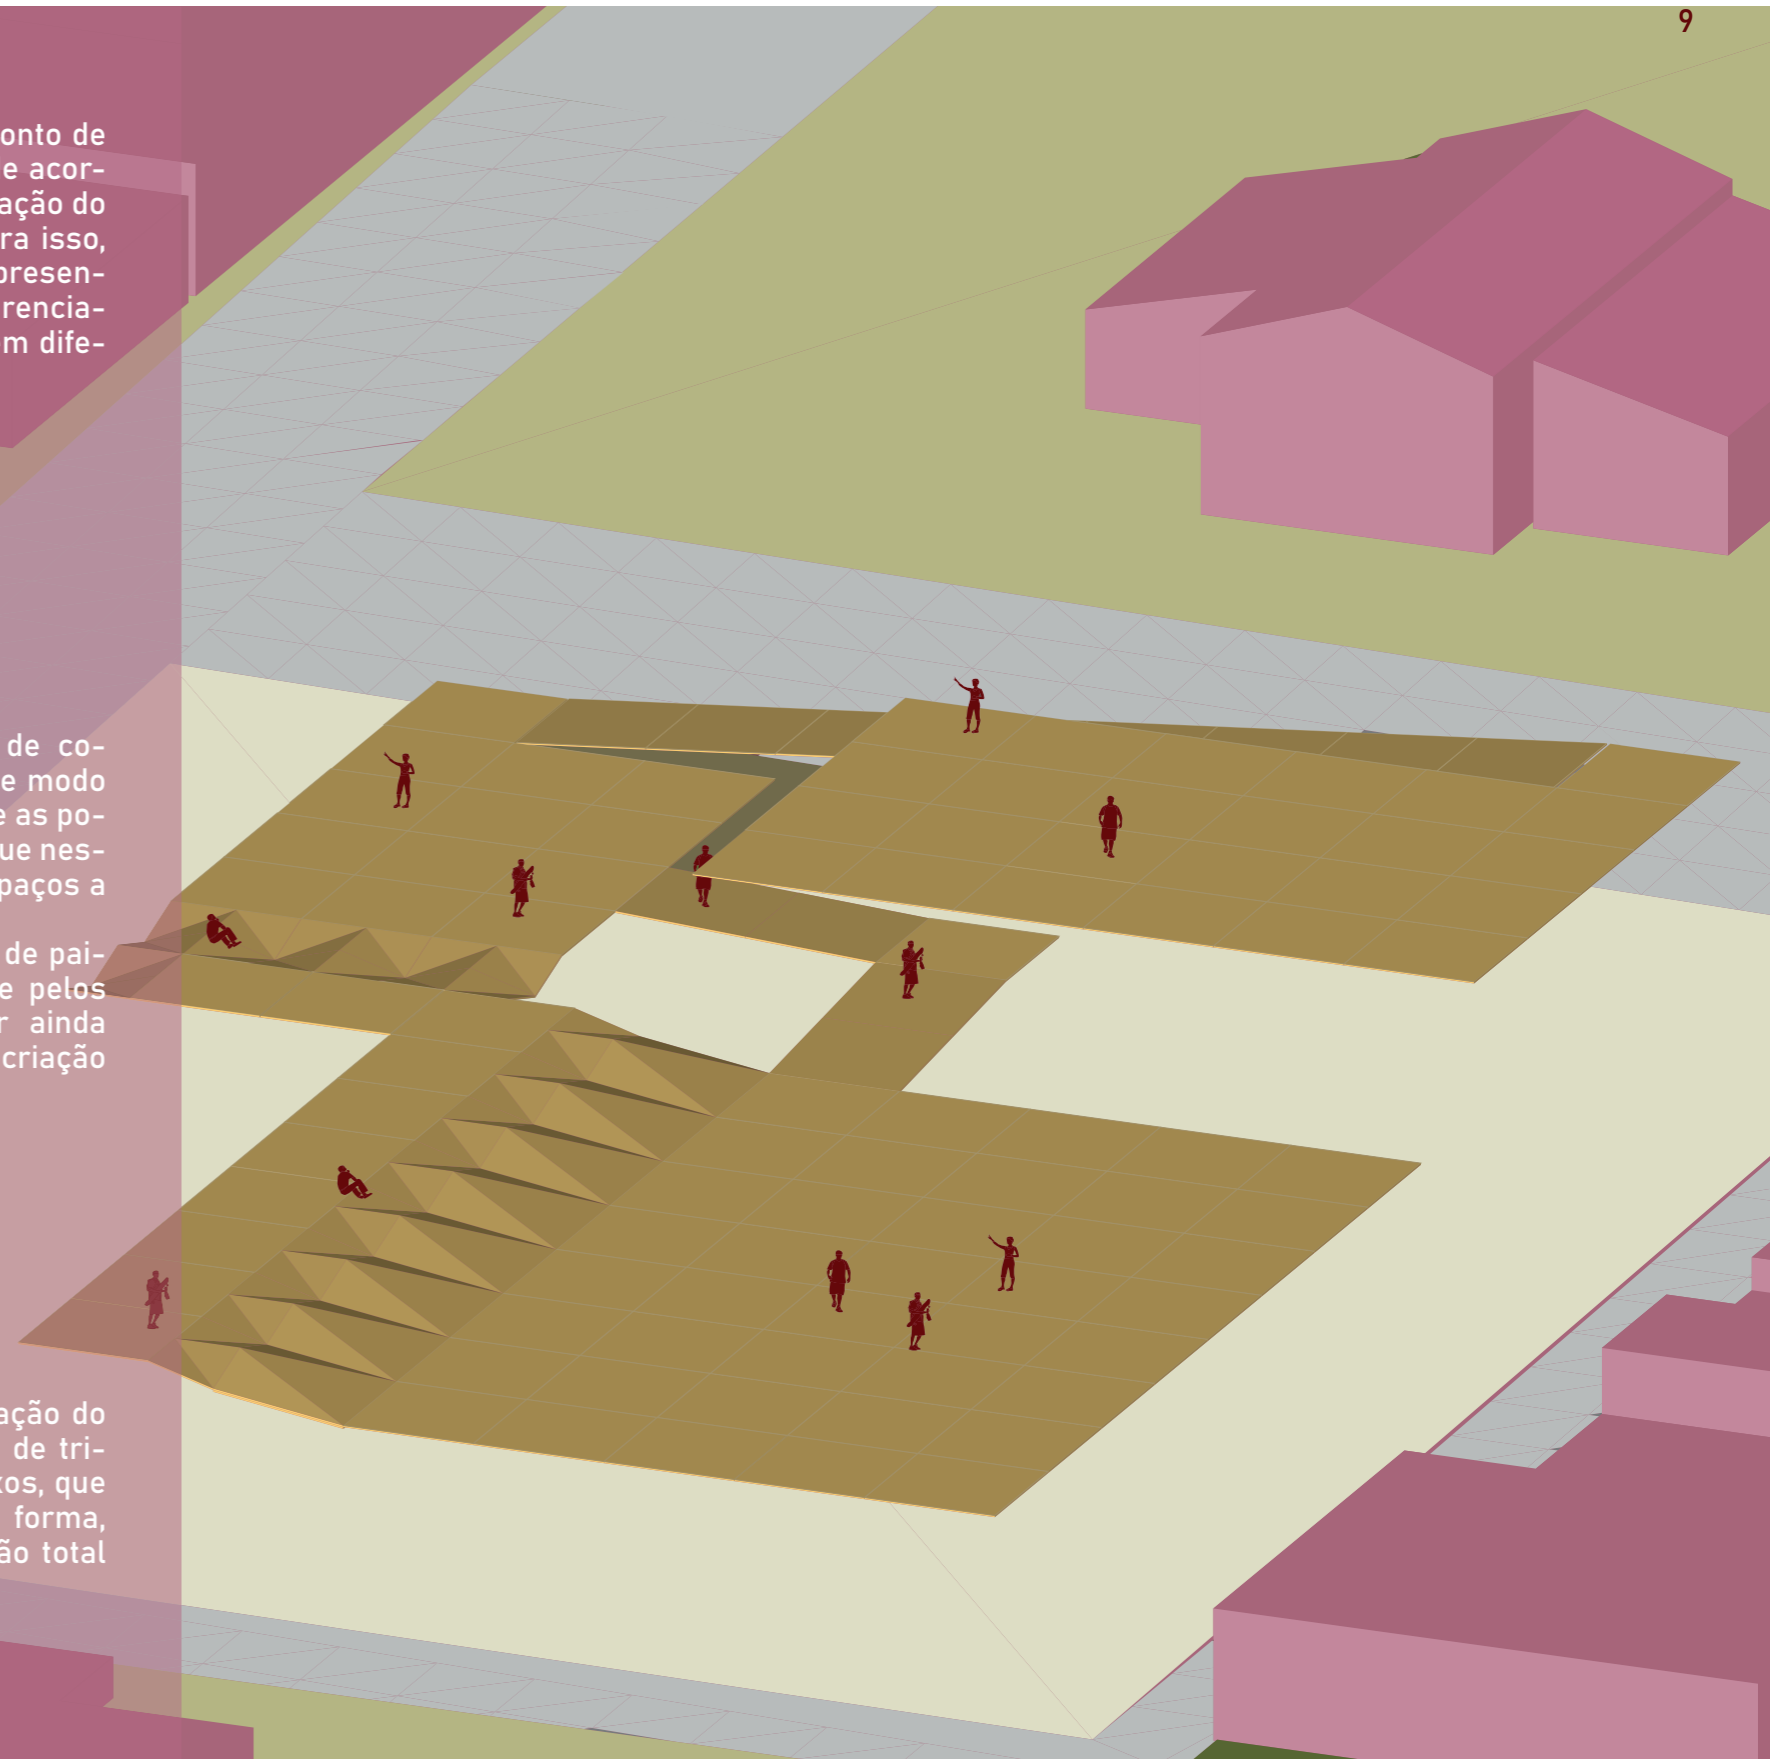 9
onto de
e acor-
ação do
ra isso,
presen-
rencia-
m dife-
de co-
e modo
e as po-
ue nes-
paços a
de pai-
e pelos
r ainda
criação
ação do
de tri-
xos, que
forma,
ão total